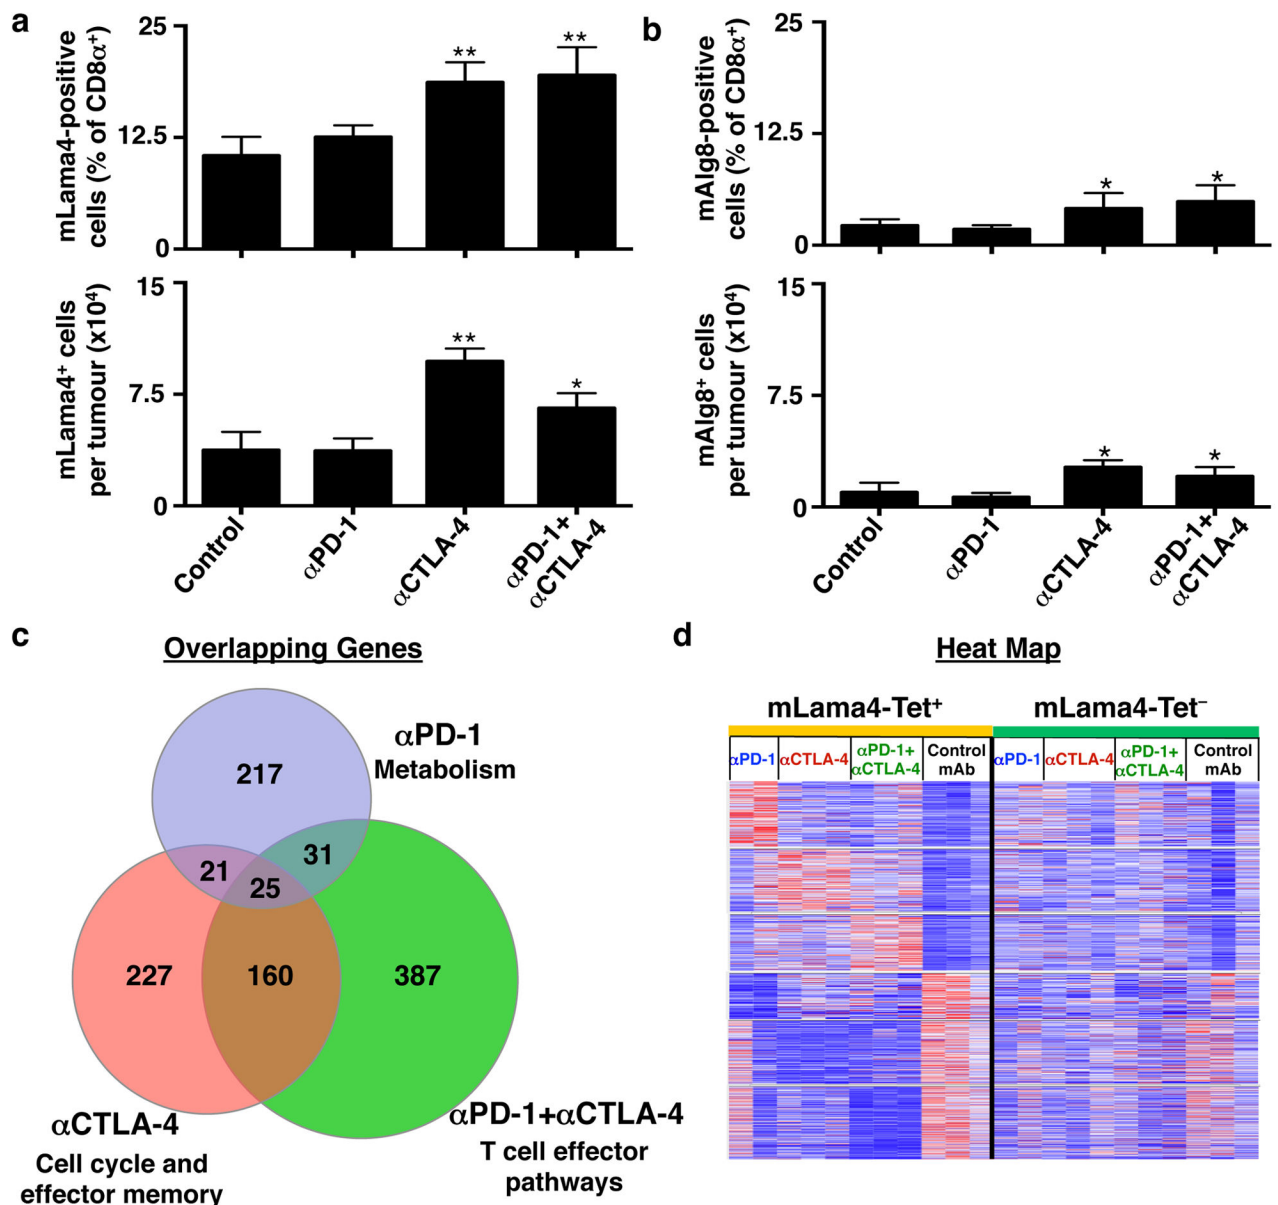 a
25
12.5
0
mLama4-positive
cells (% of CD8α⁺)
**
**
15
7.5
0
mLama4⁺ cells
per tumour (x10⁴)
**
*
Control
αPD-1
αCTLA-4
αPD-1+
αCTLA-4
b
25
12.5
0
mAlg8-positive
cells (% of CD8α⁺)
*
*
15
7.5
0
mAlg8⁺ cells
per tumour (x10⁴)
*
*
Control
αPD-1
αCTLA-4
αPD-1+
αCTLA-4
c
Overlapping Genes
αPD-1
Metabolism
217
21
31
25
227
160
387
αCTLA-4
Cell cycle and
effector memory
αPD-1+αCTLA-4
T cell effector
pathways
d
Heat Map
mLama4-Tet⁺
mLama4-Tet⁻
αPD-1
αCTLA-4
αPD-1+
αCTLA-4
Control
mAb
αPD-1
αCTLA-4
αPD-1+
αCTLA-4
Control
mAb